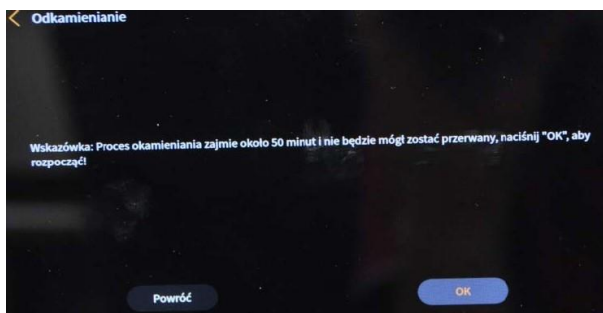 Odkamienianie
Wskazówka: Proces okamieniania zajmie około 50 minut i nie będzie mógł zostać przerwany, naciśnij "OK", aby
rozpocząć!
Powróć
OK